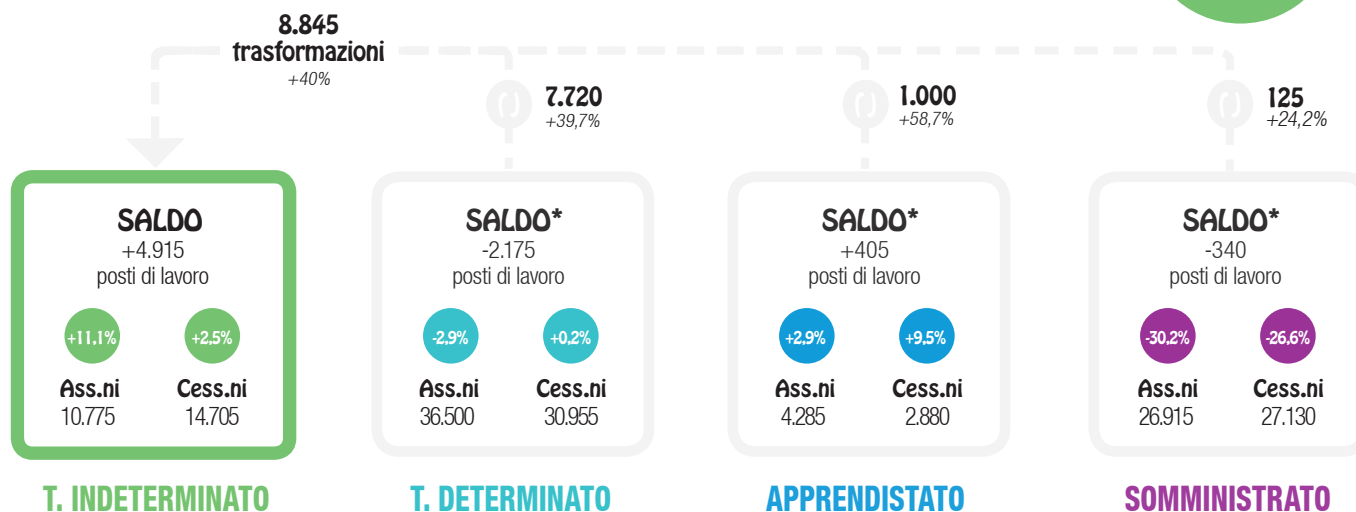 8.845
trasformazioni
+40%
7.720
+39,7%
1.000
+58,7%
125
+24,2%
SALDO
+4.915
posti di lavoro
+11,1%
+2,5%
Ass.ni
Cess.ni
10.775
14.705
T. INDETERMINATO
SALDO*
-2.175
posti di lavoro
-2,9%
+0,2%
Ass.ni
Cess.ni
36.500
30.955
T. DETERMINATO
SALDO*
+405
posti di lavoro
+2,9%
+9,5%
Ass.ni
Cess.ni
4.285
2.880
APPRENDISTATO
SALDO*
-340
posti di lavoro
-30,2%
-26,6%
Ass.ni
Cess.ni
26.915
27.130
SOMMINISTRATO